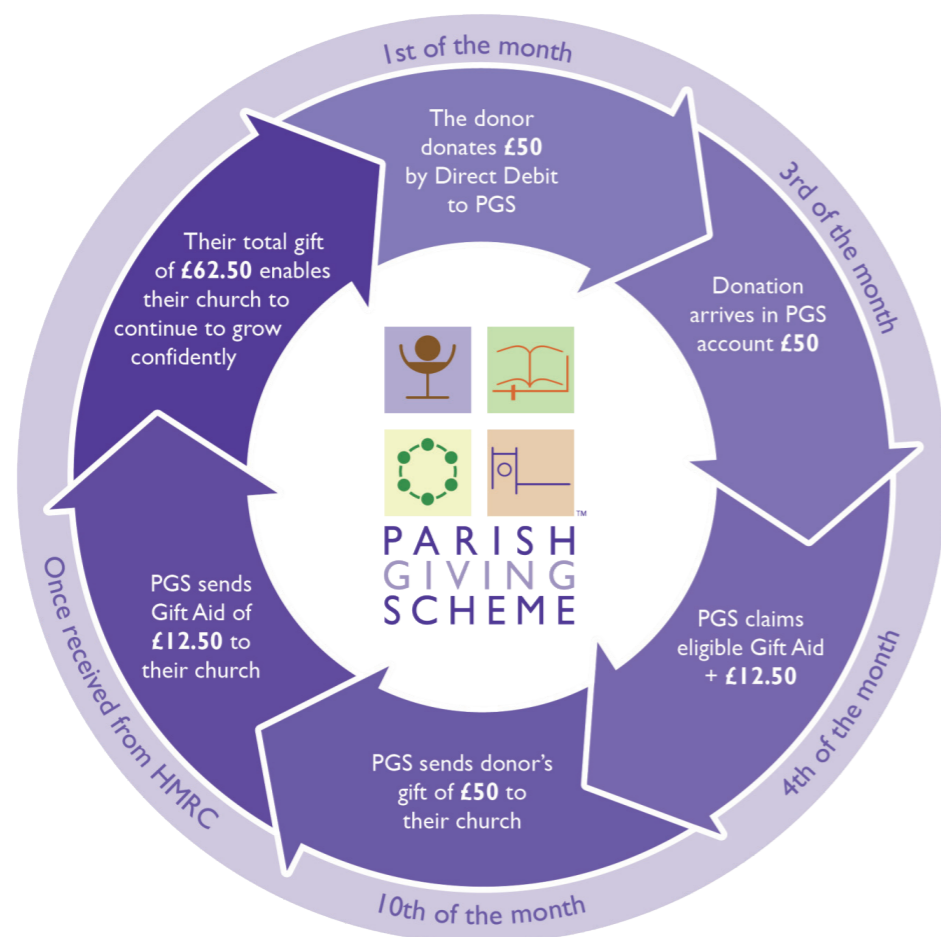 1st of the month
The donor
donates £50
by Direct Debit
to PGS
3rd of the month
Donation
arrives in PGS
account £50
4th of the month
PGS claims
eligible Gift Aid
+ £12.50
10th of the month
PGS sends donor's
gift of £50 to
their church
Once received from HMRC
PGS sends
Gift Aid of
£12.50 to
their church
Their total gift
of £62.50 enables
their church to
continue to grow
confidently
PARISH
GIVING
SCHEME
™